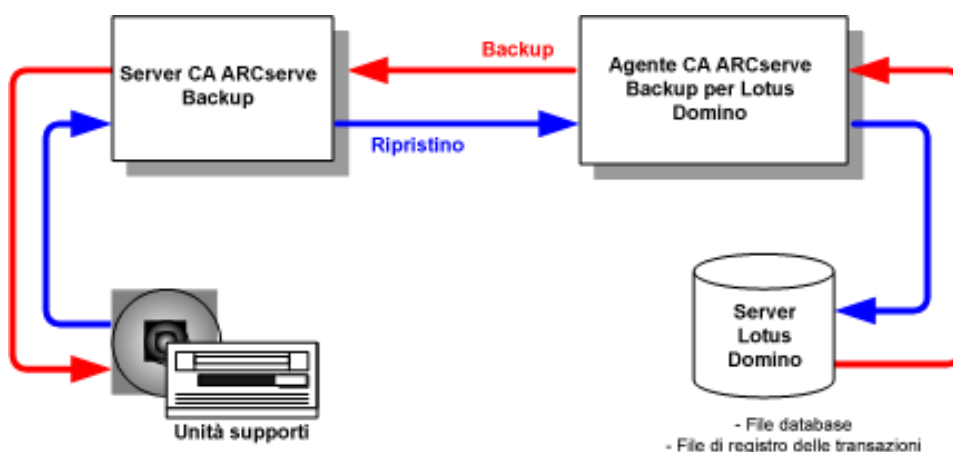 Server CA ARCserve
Backup
Backup
Ripristino
Agente CA ARCserve
Backup per Lotus
Domino
Server
Lotus
Domino
Unità supporti
- File database
- File di registro delle transazioni